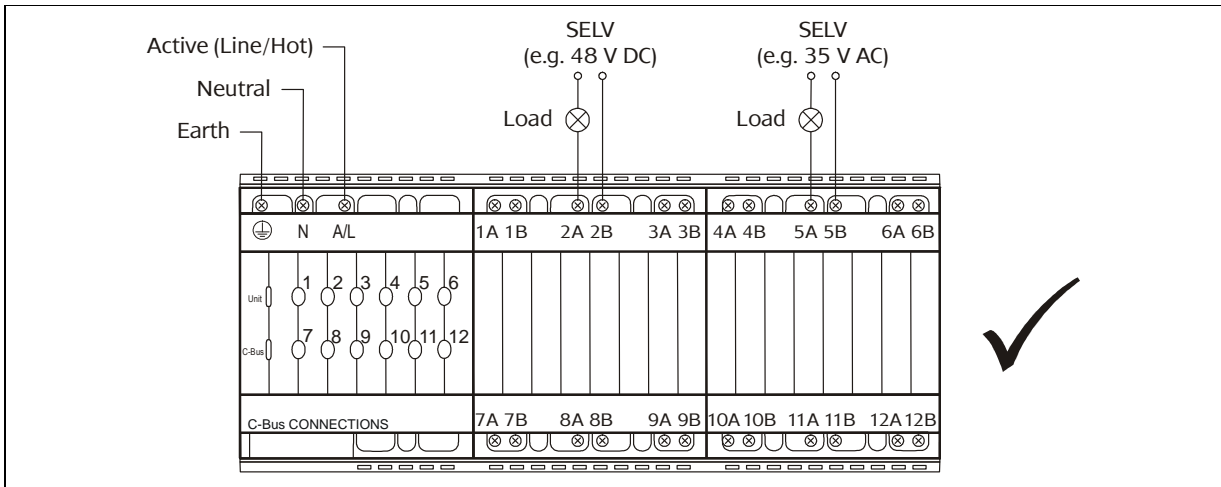 SELV
(e.g. 48 V DC)
SELV
(e.g. 35 V AC)
Active (Line/Hot)
Neutral
Earth
Load
Load
N A/L
1A 1B 2A 2B 3A 3B 4A 4B 5A 5B 6A 6B
Unit 1 2 3 4 5 6
C-Bus 7 8 9 10 11 12
C-Bus CONNECTIONS
7A 7B 8A 8B 9A 9B 10A 10B 11A 11B 12A 12B